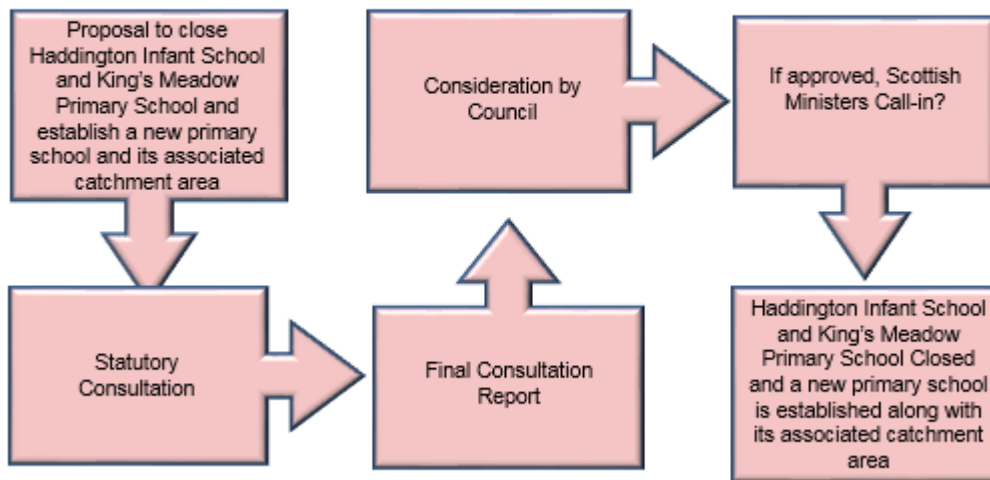 Proposal to close
Haddington Infant School
and King's Meadow
Primary School and
establish a new primary
school and its associated
catchment area
Statutory
Consultation
Final Consultation
Report
Consideration by
Council
If approved, Scottish
Ministers Call-in?
Haddington Infant School
and King's Meadow
Primary School Closed
and a new primary school
is established along with
its associated catchment
area